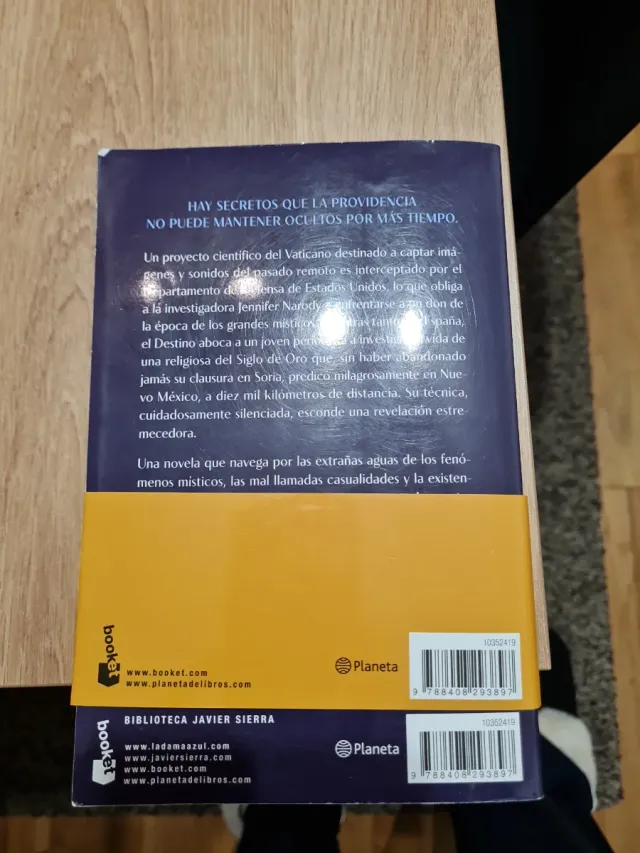 HAY SECRETOS QUE LA PROVIDENCIA
NO PUEDE MANTENER OCULTOS POR MÁS TIEMPO.
Un proyecto científico del Vaticano destinado a captar imá-
genes y sonidos del pasado remoto es interceptado por el
Departamento de Defensa de Estados Unidos, lo que obliga
a la investigadora Jennifer Narody a enfrentarse a un don de
la época de los grandes místicos. tanto, España,
el Destino aboca a un joven periodista a investigar vida de
una religiosa del Siglo de Oro que, sin haber abandonado
jamás su clausura en Soria, predicó milagrosamente en Nue-
vo México, a diez mil kilómetros de distancia. Su técnica,
cuidadosamente silenciada, esconde una revelación estre-
mecedora.
Una novela que navega por las extrañas aguas de los fenó-
menos místicos, las mal llamadas casualidades y la existen-
booket
www.booket.com
www.planetadelibros.com
Planeta
10352419
9 788408 293897
BIBLIOTECA JAVIER SIERRA
booket
www.ladamaazul.com
www.javiersierra.com
www.booket.com
www.planetadelibros.com
Planeta
10352419
9 788408 293897